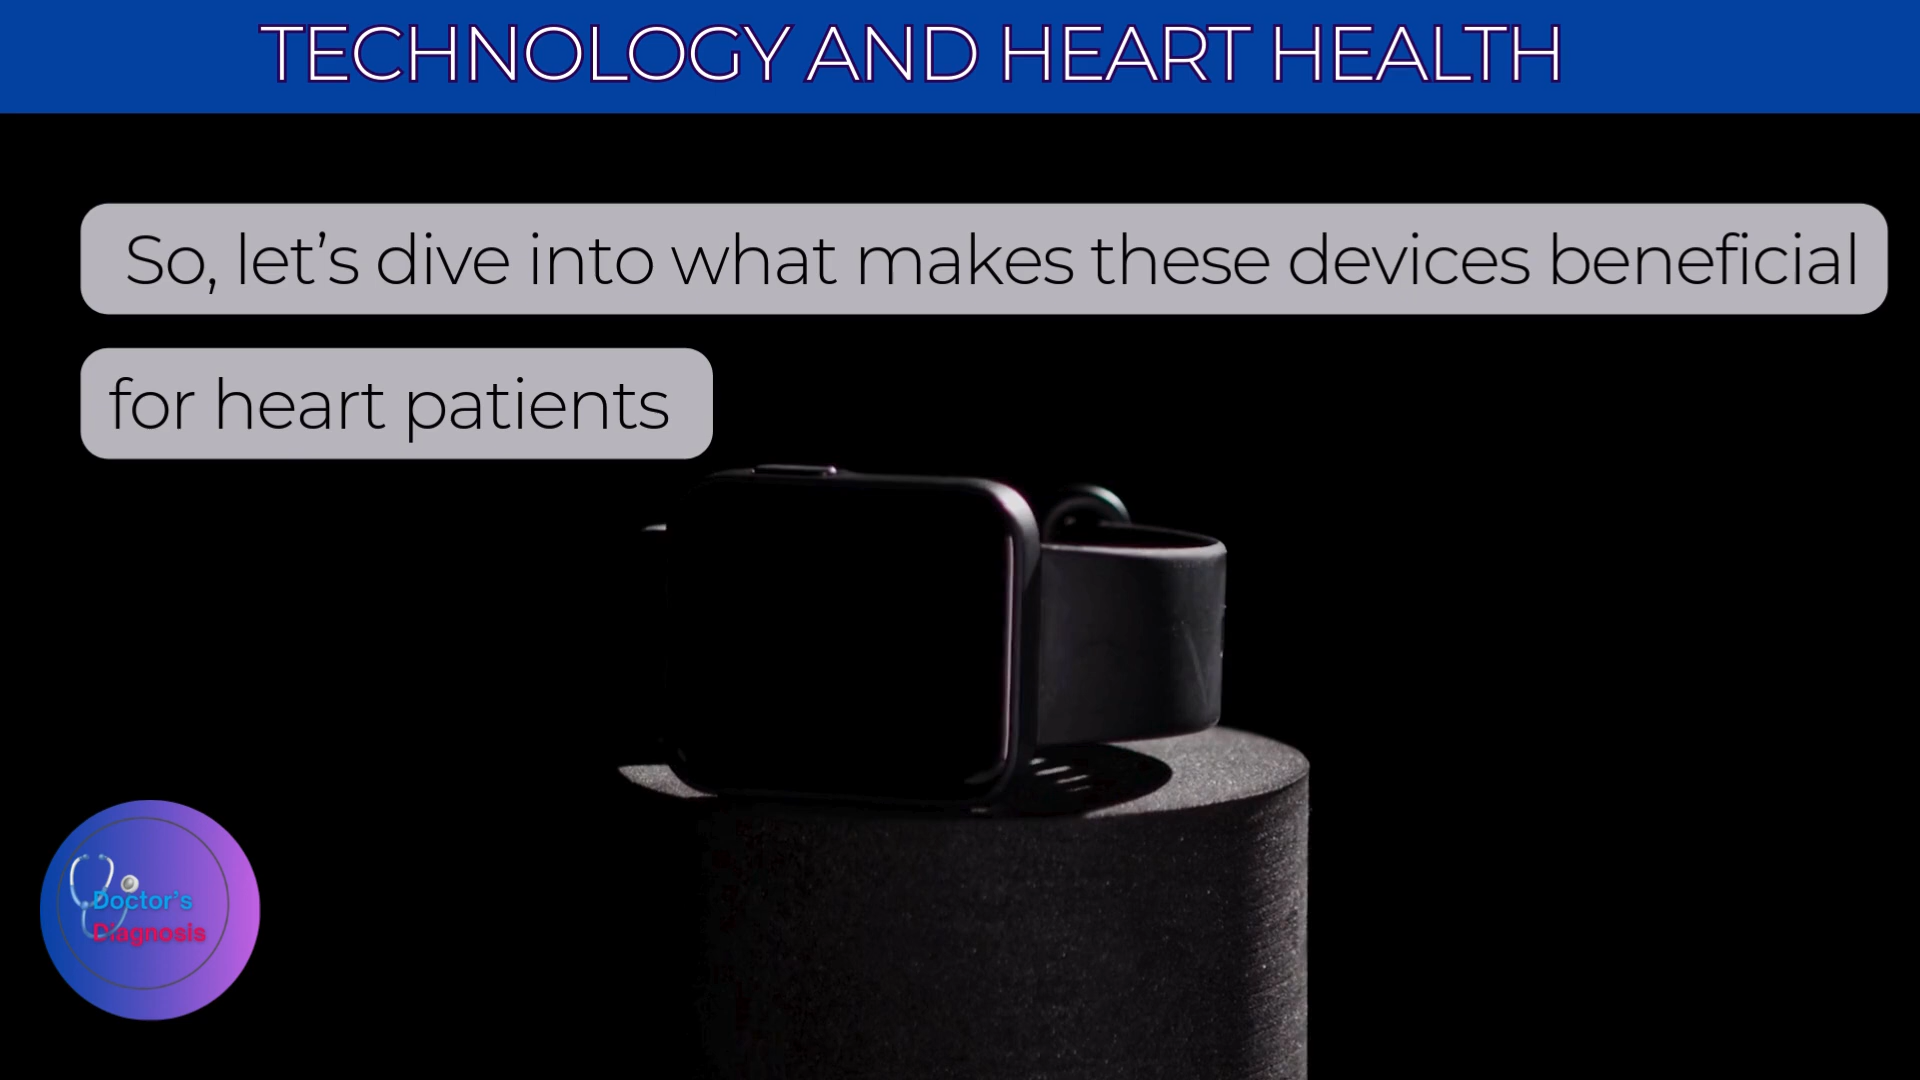 TECHNOLOGY AND HEART HEALTH
So, let’s dive into what makes these devices beneficial
for heart patients
Doctor's
Diagnosis